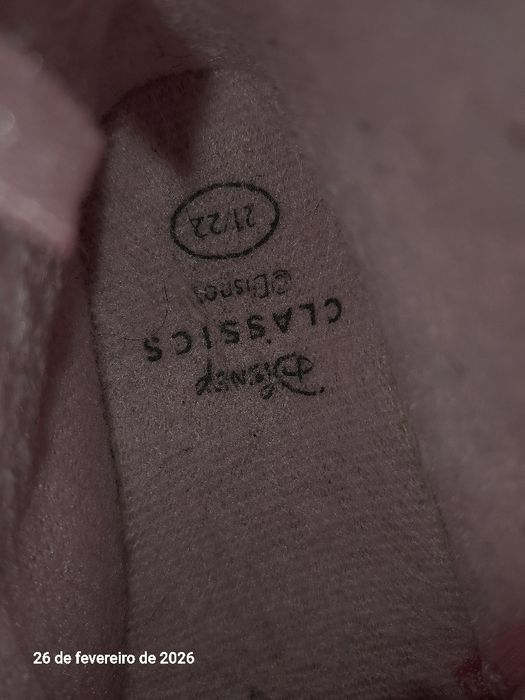 Disney
CLASSICS
©Disney
21/22
26 de fevereiro de 2026